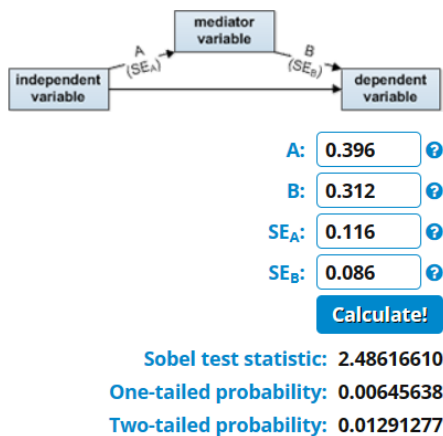 mediator
variable
A
(SEA)
B
(SEB)
independent
variable
dependent
variable
A: 0.396 ?
B: 0.312 ?
SEA: 0.116 ?
SEB: 0.086 ?
Calculate!
Sobel test statistic: 2.48616610
One-tailed probability: 0.00645638
Two-tailed probability: 0.01291277